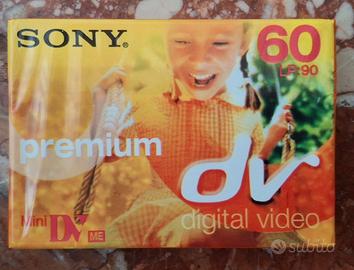 SONY.
60
LP:90
premium
dv
digital video
Mini DV ME
subito